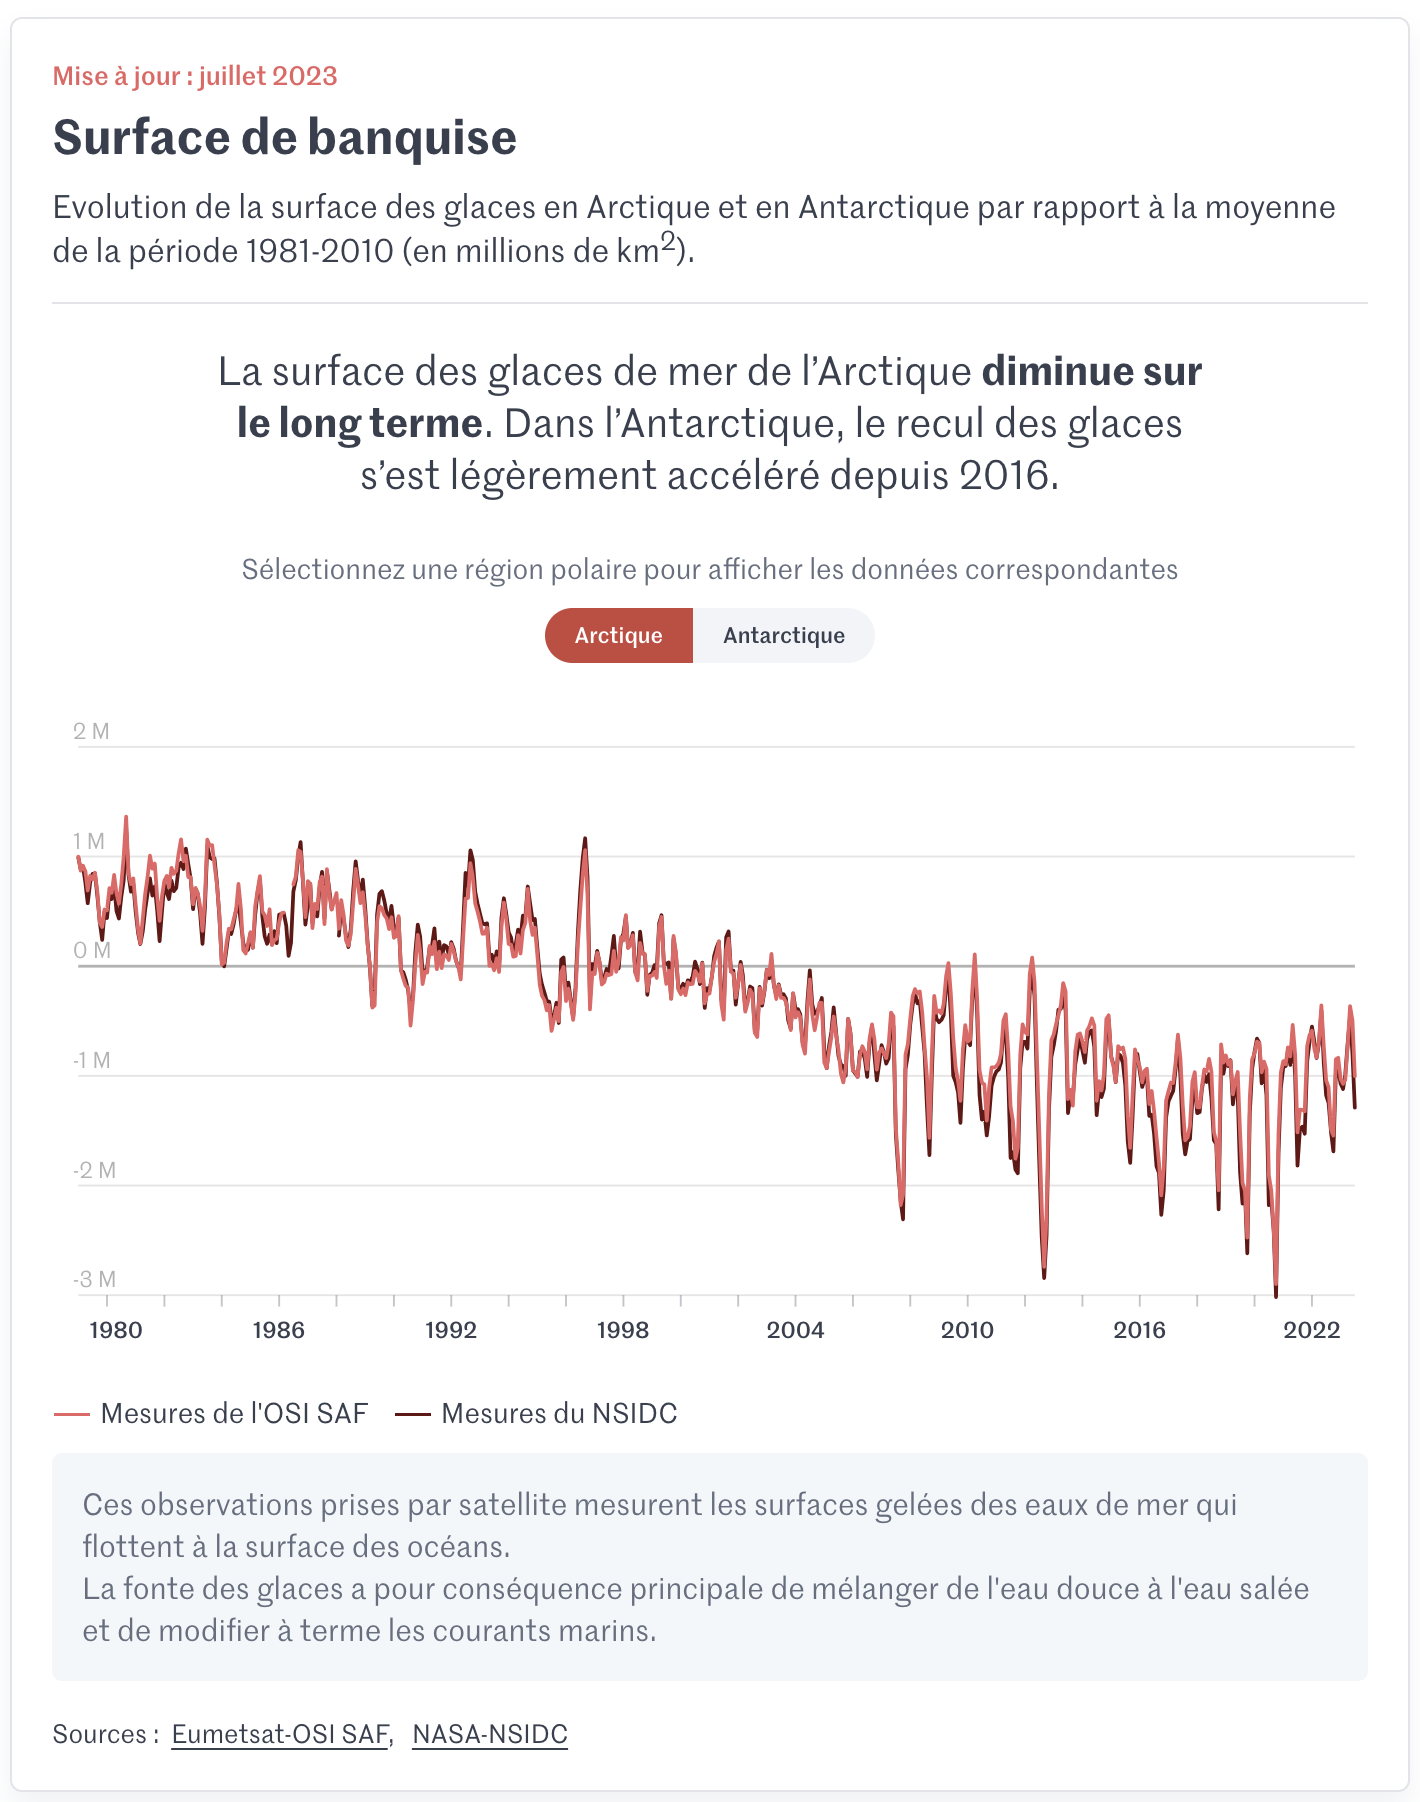 Mise à jour : juillet 2023
Surface de banquise
Evolution de la surface des glaces en Arctique et en Antarctique par rapport à la moyenne
de la période 1981-2010 (en millions de km²).
La surface des glaces de mer de l’Arctique diminue sur
le long terme. Dans l’Antarctique, le recul des glaces
s’est légèrement accéléré depuis 2016.
Sélectionnez une région polaire pour afficher les données correspondantes
Arctique Antarctique
2 M
1 M
0 M
-1 M
-2 M
-3 M
1980 1986 1992 1998 2004 2010 2016 2022
Mesures de l'OSI SAF Mesures du NSIDC
Ces observations prises par satellite mesurent les surfaces gelées des eaux de mer qui
flottent à la surface des océans.
La fonte des glaces a pour conséquence principale de mélanger de l'eau douce à l'eau salée
et de modifier à terme les courants marins.
Sources : Eumetsat-OSI SAF, NASA-NSIDC